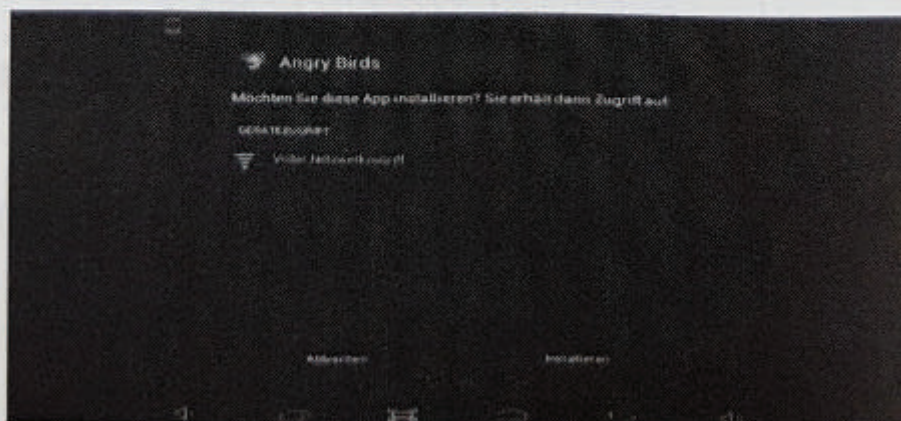 Angry Birds
Möchten Sie diese App installieren? Sie erhält dann Zugriff auf
GERÄTEZUGRIFF
Voller Netzwerkzugriff
Abbrechen
Installieren